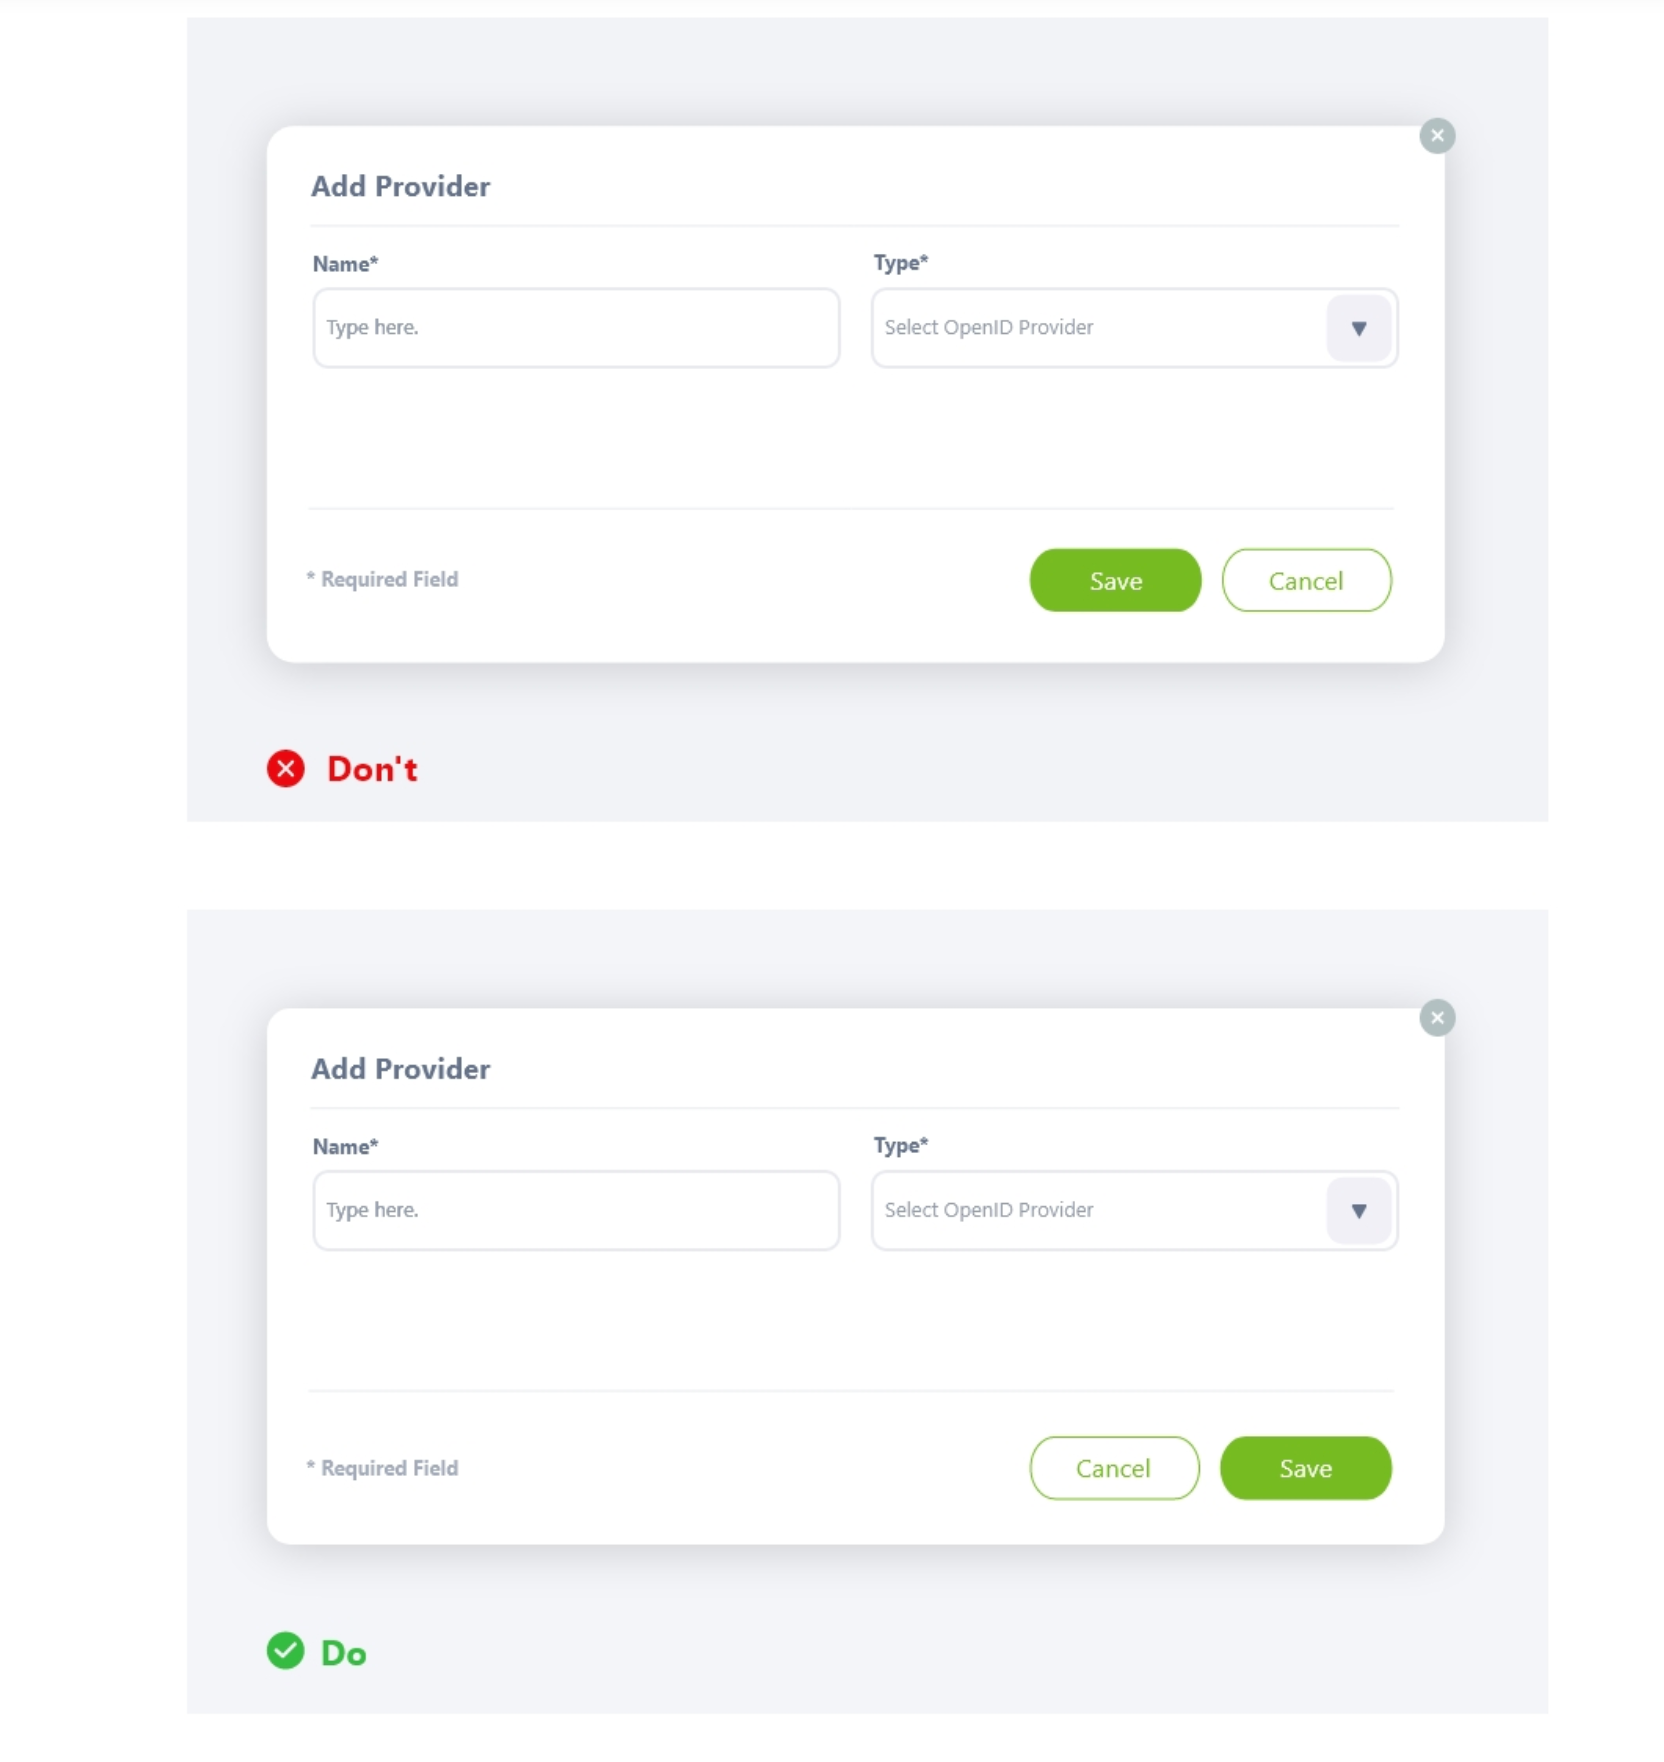 Add Provider
Name* Type*
Type here. Select OpenID Provider
* Required Field Save Cancel
Don't
Add Provider
Name* Type*
Type here. Select OpenID Provider
* Required Field Cancel Save
Do